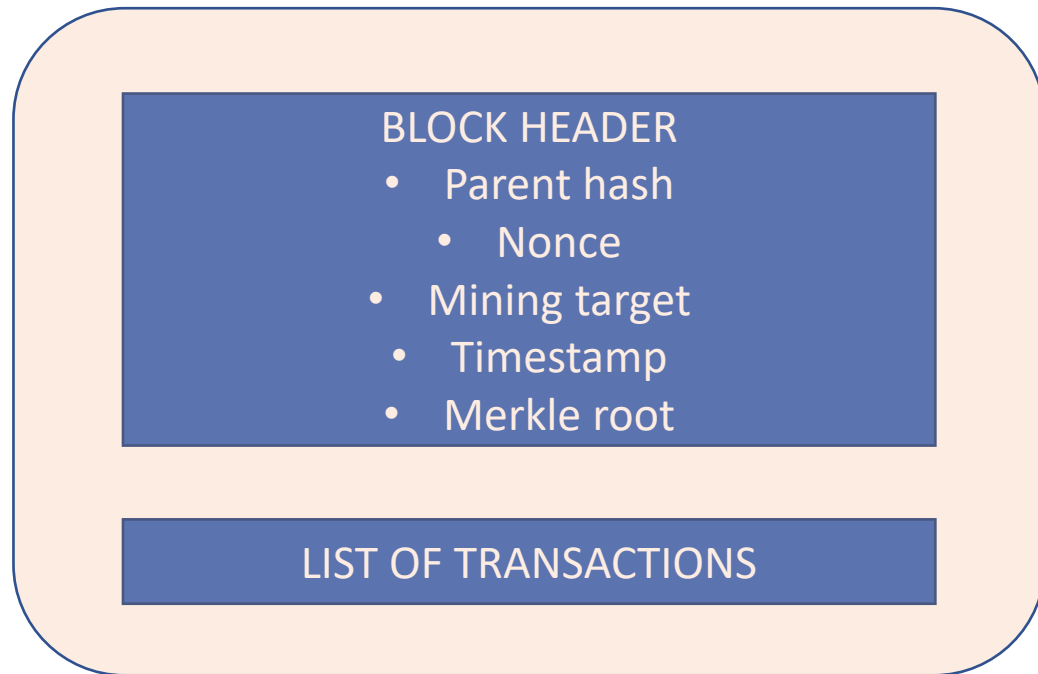 BLOCK HEADER
• Parent hash
• Nonce
• Mining target
• Timestamp
• Merkle root
LIST OF TRANSACTIONS